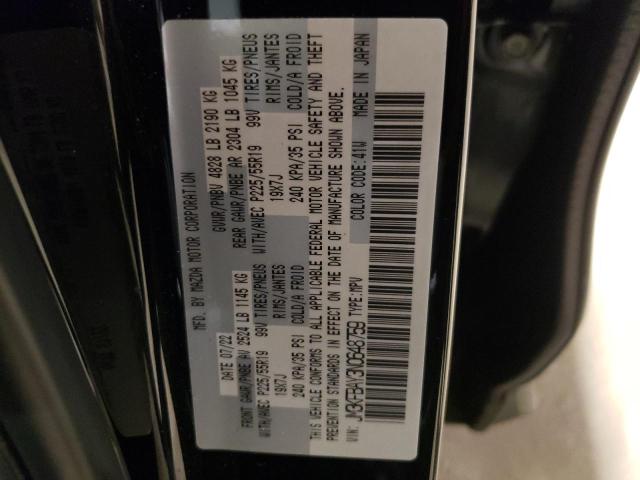 MFD. BY MAZDA MOTOR CORPORATION
DATE 07/22 GVWR/PNBV 4828 LB 2190 KG
FRONT GAWR/PNBE AV 2524 LB 1145 KG REAR GAWR/PNBE AR 2304 LB 1045 KG
WITH/AVEC P225/55R19 99V TIRES/PNEUS WITH/AVEC P225/55R19 99V TIRES/PNEUS
19X7J RIMS/JANTES 19X7J RIMS/JANTES
240 KPA/35 PSI COLD/A FROID 240 KPA/35 PSI COLD/A FROID
THIS VEHICLE CONFORMS TO ALL APPLICABLE FEDERAL MOTOR VEHICLE SAFETY AND THEFT
PREVENTION STANDARDS IN EFFECT ON THE DATE OF MANUFACTURE SHOWN ABOVE.
VIN: JM3KFBAV3N0648759 TYPE:MPV COLOR CODE:41W MADE IN JAPAN